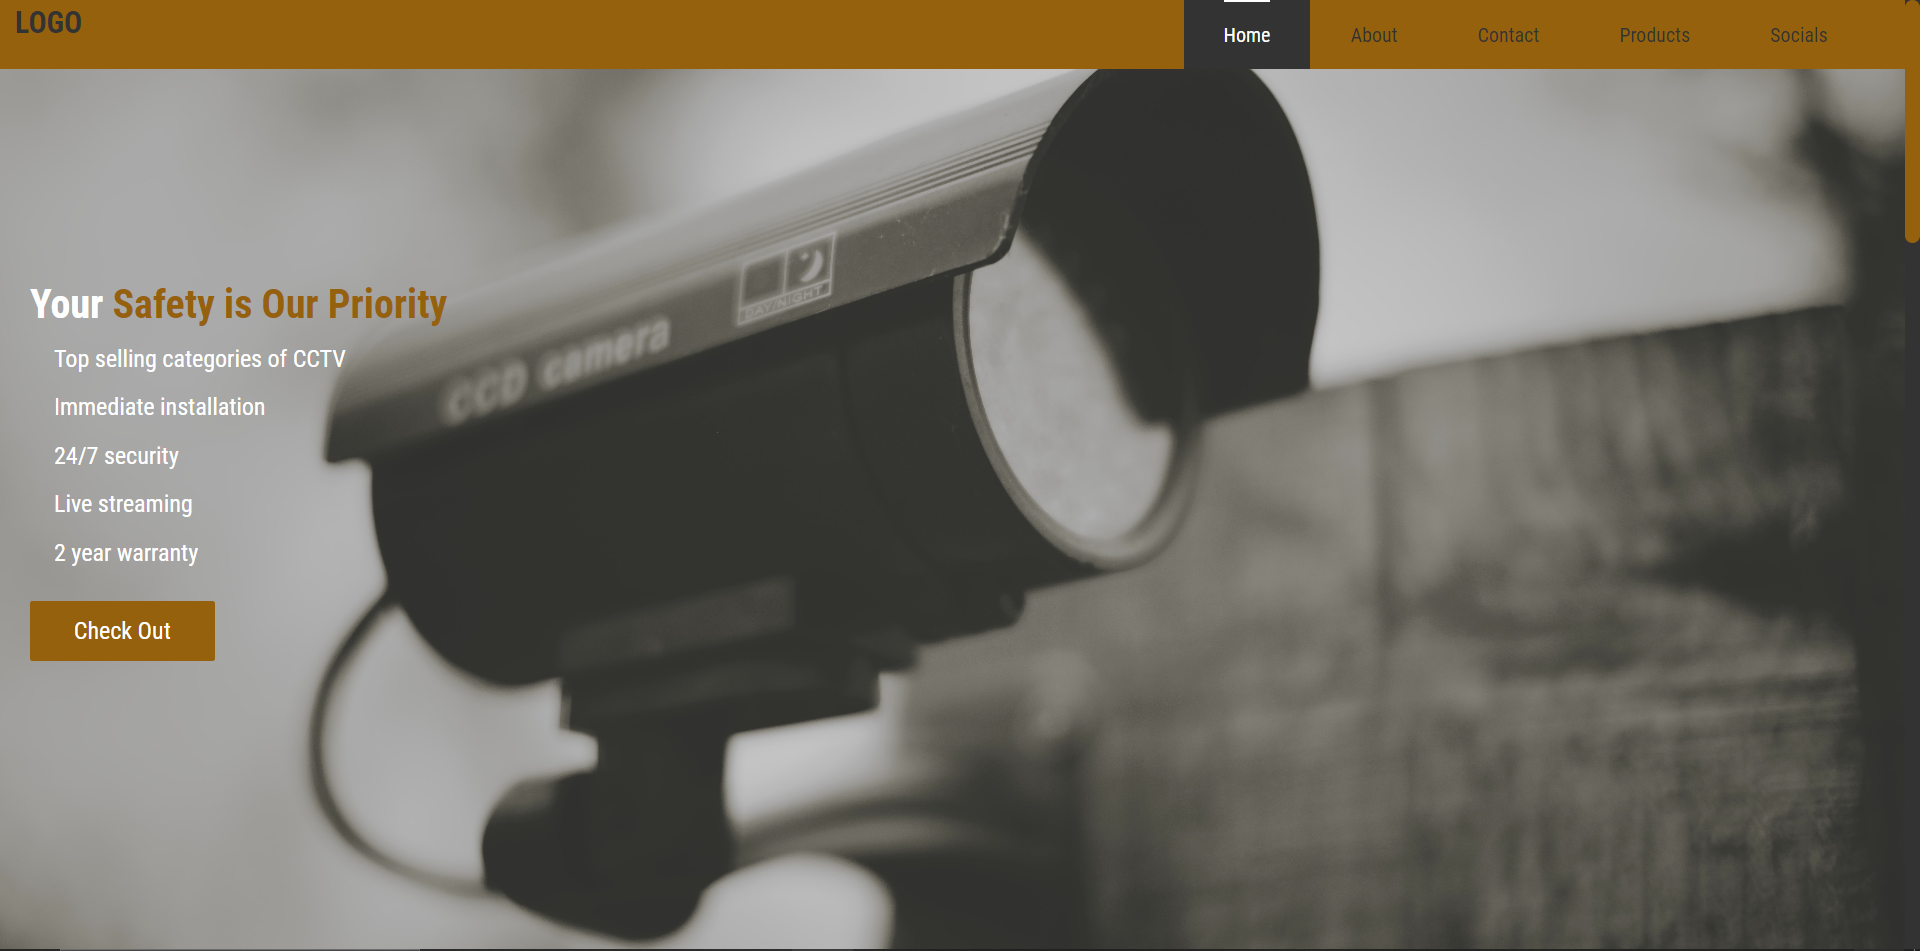 LOGO
Home
About
Contact
Products
Socials
DAY/NIGHT
CCD camera
Your Safety is Our Priority
Top selling categories of CCTV
Immediate installation
24/7 security
Live streaming
2 year warranty
Check Out